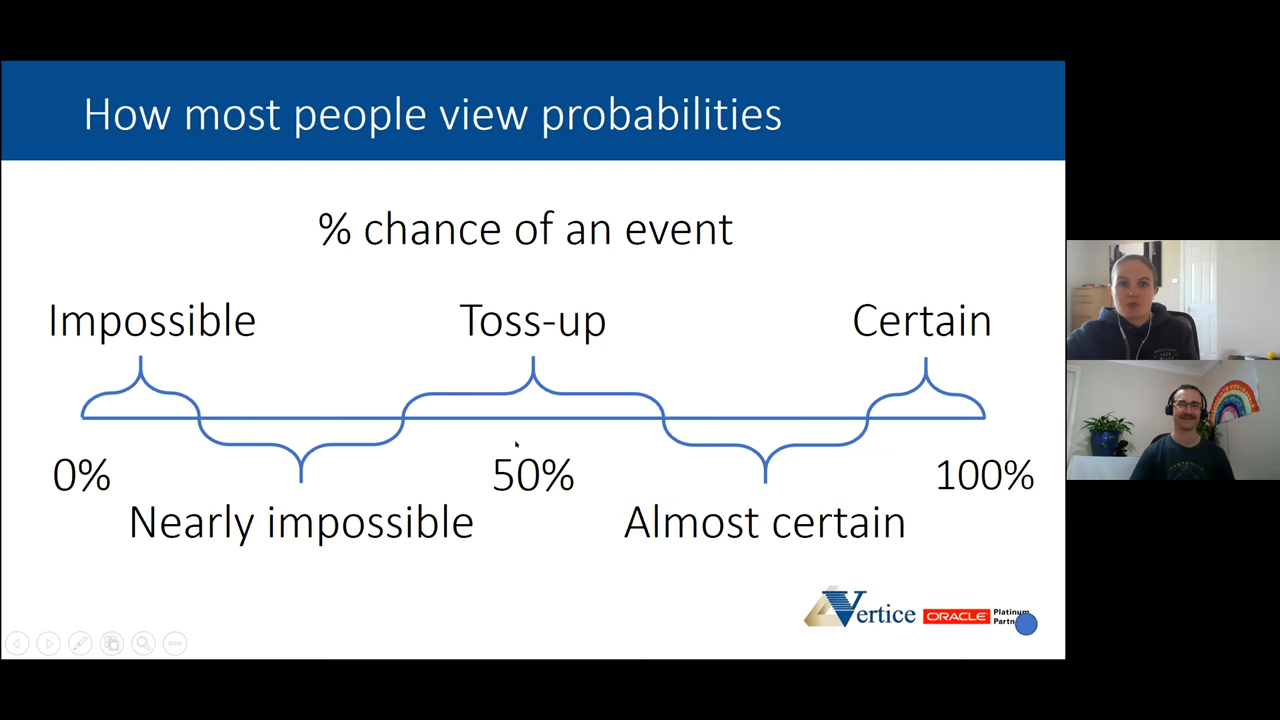 How most people view probabilities
% chance of an event
Impossible
Toss-up
Certain
0%
50%
100%
Nearly impossible
Almost certain
Vertice
ORACLE
Platinum